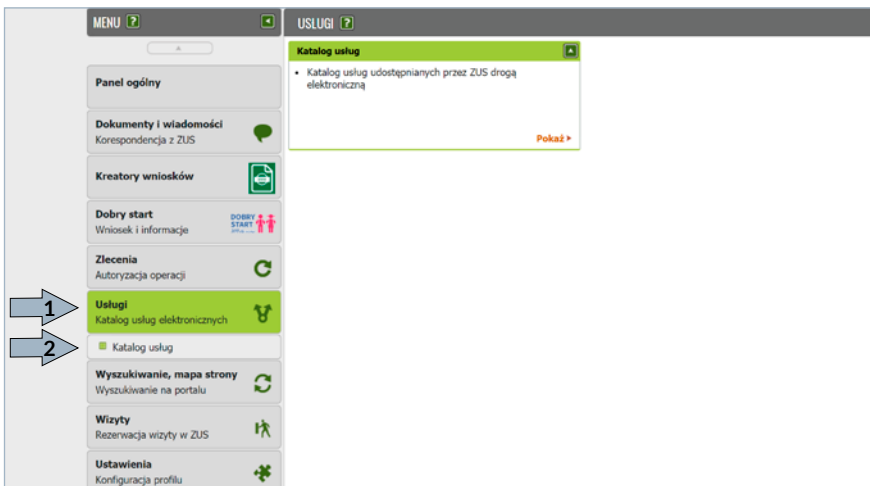 MENU ?
USŁUGI ?
Katalog usług
• Katalog usług udostępnianych przez ZUS drogą
elektroniczną
Pokaż
Panel ogólny
Dokumenty i wiadomości
Korespondencja z ZUS
Kreatory wniosków
Dobry start
Wniosek i informacje
DOBRY
START
Zlecenia
Autoryzacja operacji
1
Usługi
Katalog usług elektronicznych
2
Katalog usług
Wyszukiwanie, mapa strony
Wyszukiwanie na portalu
Wizyty
Rezerwacja wizyty w ZUS
Ustawienia
Konfiguracja profilu